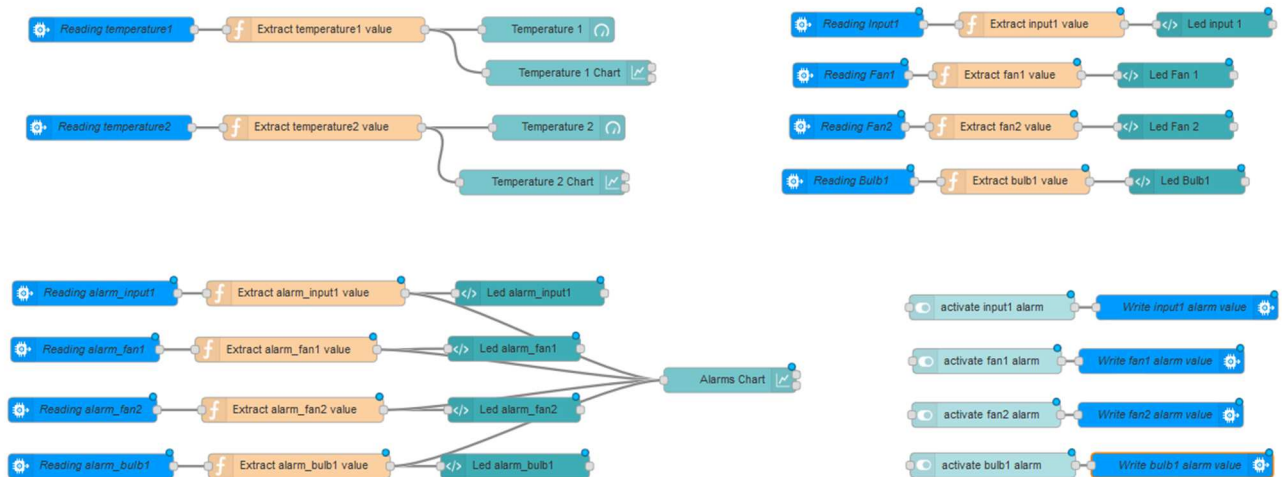 Reading temperature1
Extract temperature1 value
Temperature 1
Temperature 1 Chart
Reading temperature2
Extract temperature2 value
Temperature 2
Temperature 2 Chart
Reading Input1
Extract input1 value
Led input 1
Reading Fan1
Extract fan1 value
Led Fan 1
Reading Fan2
Extract fan2 value
Led Fan 2
Reading Bulb1
Extract bulb1 value
Led Bulb1
Reading alarm_input1
Extract alarm_input1 value
Led alarm_input1
Reading alarm_fan1
Extract alarm_fan1 value
Led alarm_fan1
Alarms Chart
Reading alarm_fan2
Extract alarm_fan2 value
Led alarm_fan2
Reading alarm_bulb1
Extract alarm_bulb1 value
Led alarm_bulb1
activate input1 alarm
Write input1 alarm value
activate fan1 alarm
Write fan1 alarm value
activate fan2 alarm
Write fan2 alarm value
activate bulb1 alarm
Write bulb1 alarm value